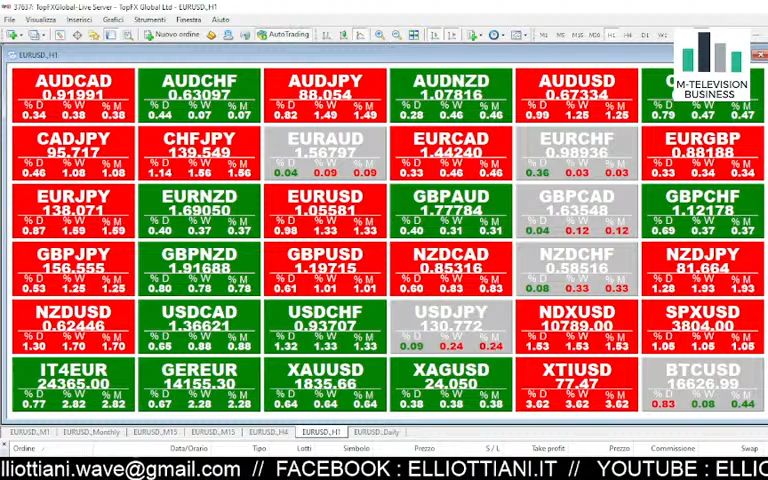 37637: TopFXGlobal-Live Server - TopFX Global Ltd - EURUSD,H1
File Visualizza Inserisci Grafici Strumenti Finestra Aiuto
Nuovo ordine AutoTrading M1 M5 M15 M30 H1 H4
EURUSD,H1
M-TELEVISION
BUSINESS
AUDCAD AUDCHF AUDJPY AUDNZD AUDUSD
0.91991 0.63097 88.054 1.07816 0.67334
% D % W % M % D % W % M % D % W % M % D % W % M % D % W % M % D % W % M
0.34 0.38 0.38 0.44 0.07 0.07 0.82 1.49 1.49 0.28 0.46 0.46 0.99 1.25 1.25 0.79 0.47 0.47
CADJPY CHFJPY EURAUD EURCAD EURCHF EURGBP
95.717 139.549 1.56797 1.44240 0.98936 0.88188
% D % W % M % D % W % M % D % W % M % D % W % M % D % W % M % D % W % M
0.46 1.08 1.08 1.14 1.56 1.56 0.04 0.09 0.09 0.33 0.46 0.46 0.36 0.03 0.03 0.33 0.34 0.34
EURJPY EURNZD EURUSD GBPAUD GBPCAD GBPCHF
138.071 1.69050 1.05581 1.77784 1.63548 1.12178
% D % W % M % D % W % M % D % W % M % D % W % M % D % W % M % D % W % M
0.87 1.59 1.59 0.40 0.37 0.37 0.98 1.33 1.33 0.40 0.31 0.31 0.04 0.12 0.12 0.69 0.37 0.37
GBPJPY GBPNZD GBPUSD NZDCAD NZDCHF NZDJPY
156.555 1.91688 1.19715 0.85316 0.58516 81.664
% D % W % M % D % W % M % D % W % M % D % W % M % D % W % M % D % W % M
0.53 1.25 1.25 0.80 0.78 0.78 0.61 1.01 1.01 0.60 0.83 0.83 0.08 0.33 0.33 1.28 1.93 1.93
NZDUSD USDCAD USDCHF USDJPY NDXUSD SPXUSD
0.62446 1.36621 0.93707 130.772 10789.00 3804.00
% D % W % M % D % W % M % D % W % M % D % W % M % D % W % M % D % W % M
1.30 1.70 1.70 0.65 0.88 0.88 1.32 1.33 1.33 0.09 0.24 0.24 1.53 1.53 1.53 1.05 1.05 1.05
IT4EUR GEREUR XAUUSD XAGUSD XTIUSD BTCUSD
24365.00 14155.30 1835.66 24.050 77.47 16626.99
% D % W % M % D % W % M % D % W % M % D % W % M % D % W % M % D % W % M
0.77 2.82 2.82 0.67 2.28 2.28 0.64 0.64 0.64 0.38 0.38 0.38 3.62 3.62 3.62 0.83 0.08 0.44
EURUSD,M1 EURUSD,Monthly EURUSD,M15 EURUSD,M15 EURUSD,H4 EURUSD,H1 EURUSD,Daily
Ordine Data/Orario Tipo Lotti Simbolo Prezzo S / L Take profit Prezzo Commissione Swap
lliottiani.wave@gmail.com // FACEBOOK : ELLIOTTIANI.IT // YOUTUBE : ELLIO